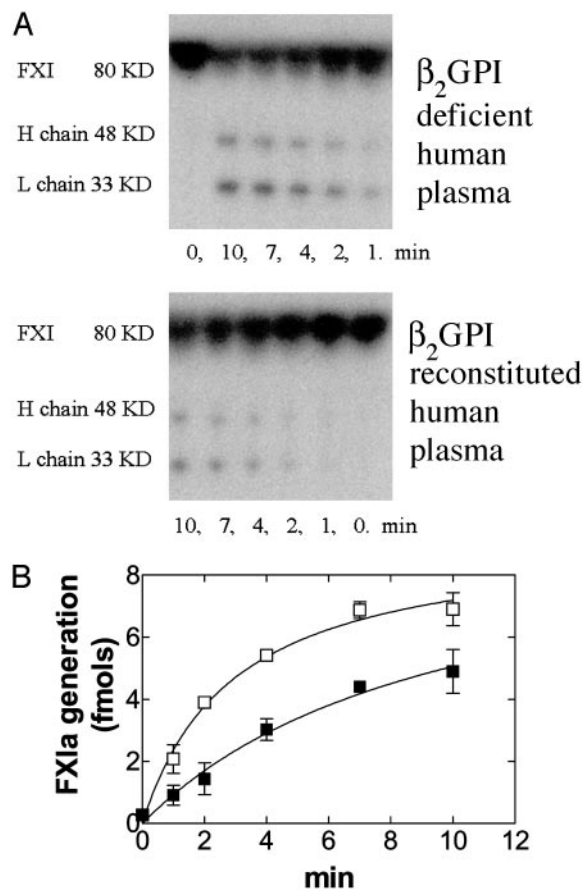 A
FXI 80 KD
H chain 48 KD
L chain 33 KD
β₂GPI
deficient
human
plasma
0, 10, 7, 4, 2, 1. min
FXI 80 KD
H chain 48 KD
L chain 33 KD
β₂GPI
reconstituted
human
plasma
10, 7, 4, 2, 1, 0. min
B
FXIa generation
(fmols)
8
6
4
2
0
0 2 4 6 8 10 12
min